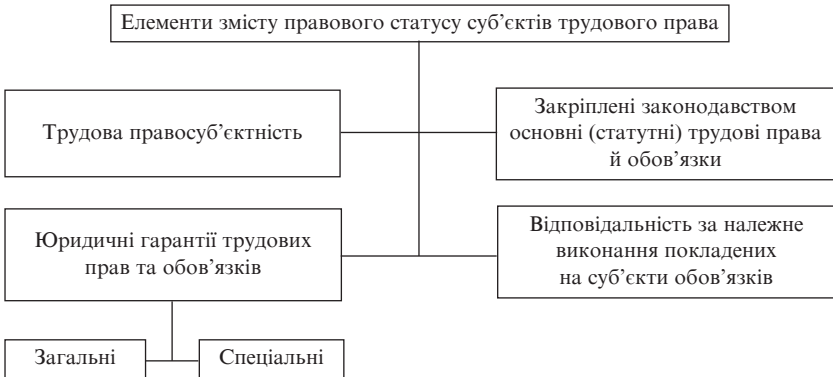 Елементи змісту правового статусу суб’єктів трудового права
Трудова правосуб’єктність
Закріплені законодавством
основні (статутні) трудові права
й обов’язки
Юридичні гарантії трудових
прав та обов’язків
Відповідальність за належне
виконання покладених
на суб’єкти обов’язків
Загальні
Спеціальні